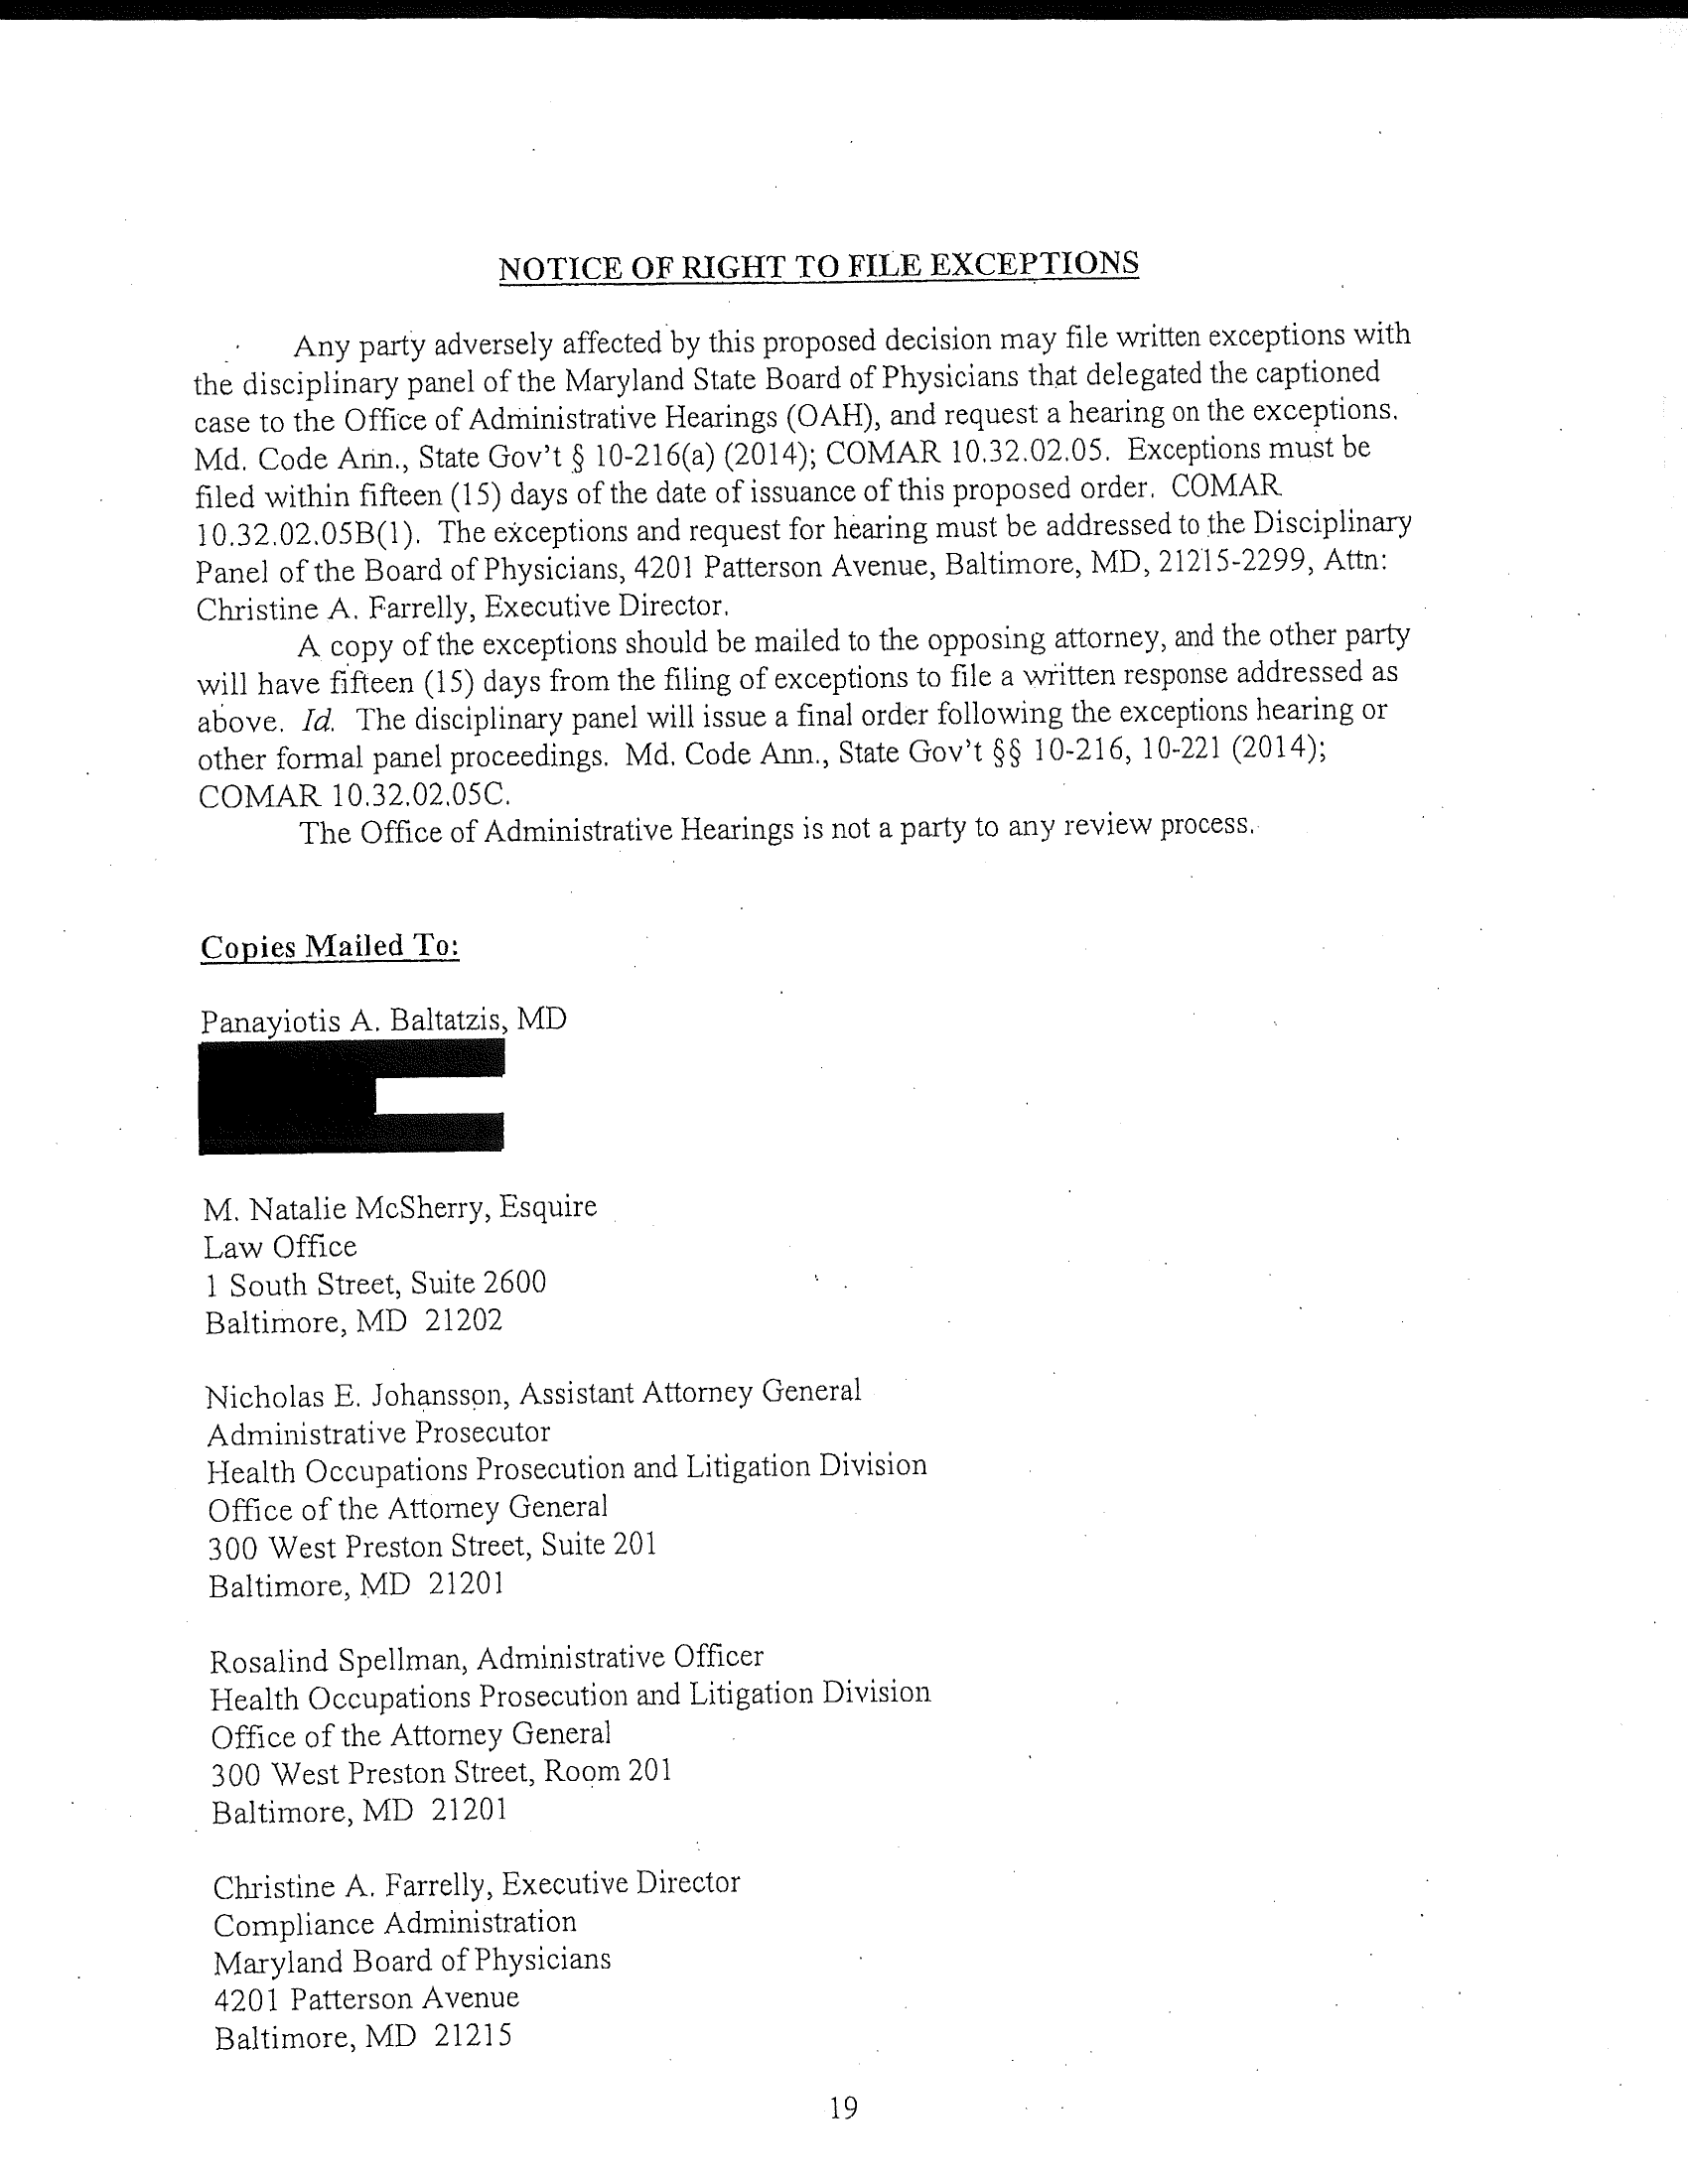 NOTICE OF RIGHT TO FILE EXCEPTIONS
Any party adversely affected by this proposed decision may file written exceptions with
the disciplinary panel of the Maryland State Board of Physicians that delegated the captioned
case to the Office of Administrative Hearings (OAH), and request a hearing on the exceptions.
Md. Code Ann., State Gov't § 10-216(a) (2014); COMAR 10.32.02.05. Exceptions must be
filed within fifteen (15) days of the date of issuance of this proposed order. COMAR
10.32.02.05B(1). The exceptions and request for hearing must be addressed to the Disciplinary
Panel of the Board of Physicians, 4201 Patterson Avenue, Baltimore, MD, 21215-2299, Attn:
Christine A. Farrelly, Executive Director.
A copy of the exceptions should be mailed to the opposing attorney, and the other party
will have fifteen (15) days from the filing of exceptions to file a written response addressed as
above. Id. The disciplinary panel will issue a final order following the exceptions hearing or
other formal panel proceedings. Md. Code Ann., State Gov't §§ 10-216, 10-221 (2014);
COMAR 10.32.02.05C.
The Office of Administrative Hearings is not a party to any review process.
Copies Mailed To:
Panayiotis A. Baltatzis, MD
M. Natalie McSherry, Esquire
Law Office
1 South Street, Suite 2600
Baltimore, MD 21202
Nicholas E. Johansson, Assistant Attorney General
Administrative Prosecutor
Health Occupations Prosecution and Litigation Division
Office of the Attorney General
300 West Preston Street, Suite 201
Baltimore, MD 21201
Rosalind Spellman, Administrative Officer
Health Occupations Prosecution and Litigation Division
Office of the Attorney General
300 West Preston Street, Room 201
Baltimore, MD 21201
Christine A. Farrelly, Executive Director
Compliance Administration
Maryland Board of Physicians
4201 Patterson Avenue
Baltimore, MD 21215
19